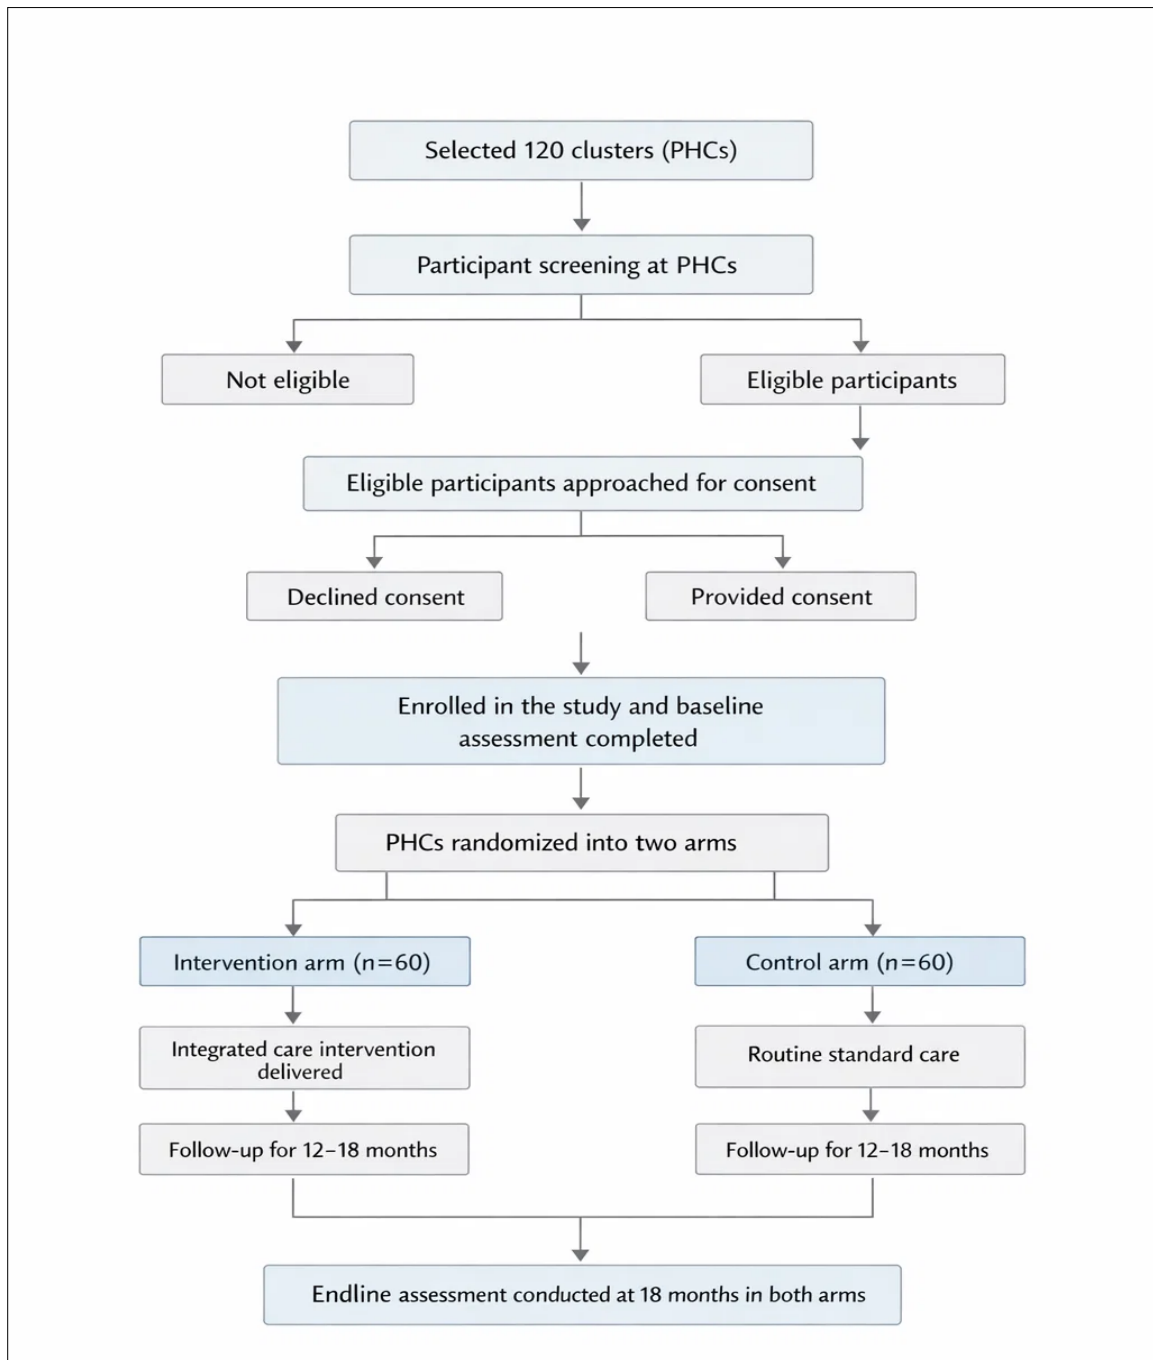 Selected 120 clusters (PHCs)
Participant screening at PHCs
Not eligible
Eligible participants
Eligible participants approached for consent
Declined consent
Provided consent
Enrolled in the study and baseline
assessment completed
PHCs randomized into two arms
Intervention arm (n=60)
Control arm (n=60)
Integrated care intervention
delivered
Routine standard care
Follow-up for 12–18 months
Follow-up for 12–18 months
Endline assessment conducted at 18 months in both arms